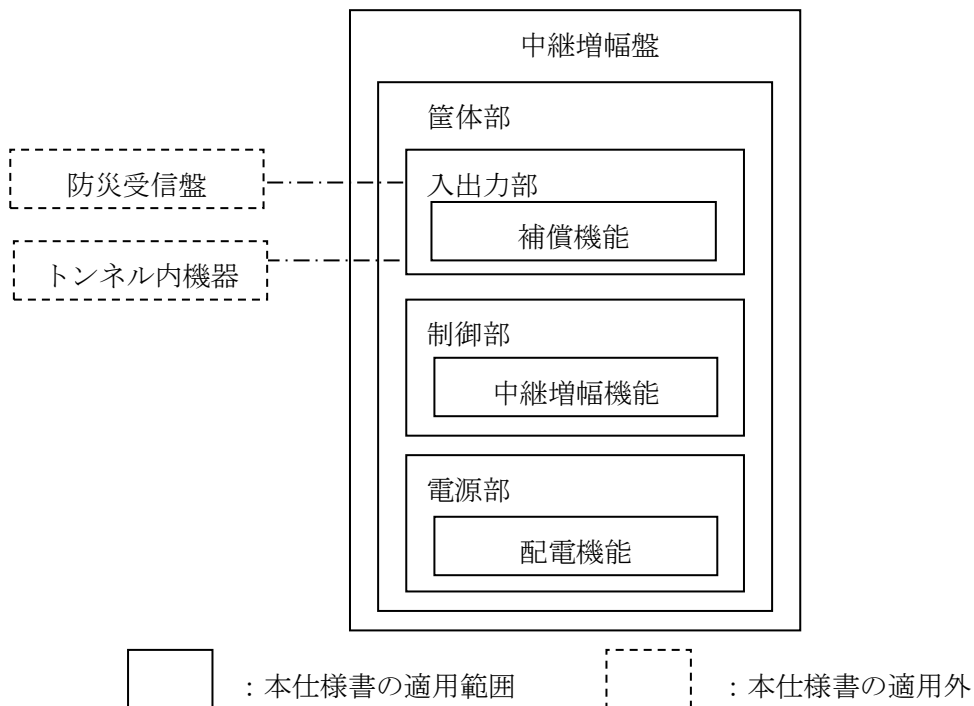 中継増幅盤
筐体部
防災受信盤
入出力部
補償機能
トンネル内機器
制御部
中継増幅機能
電源部
配電機能
：本仕様書の適用範囲
：本仕様書の適用外